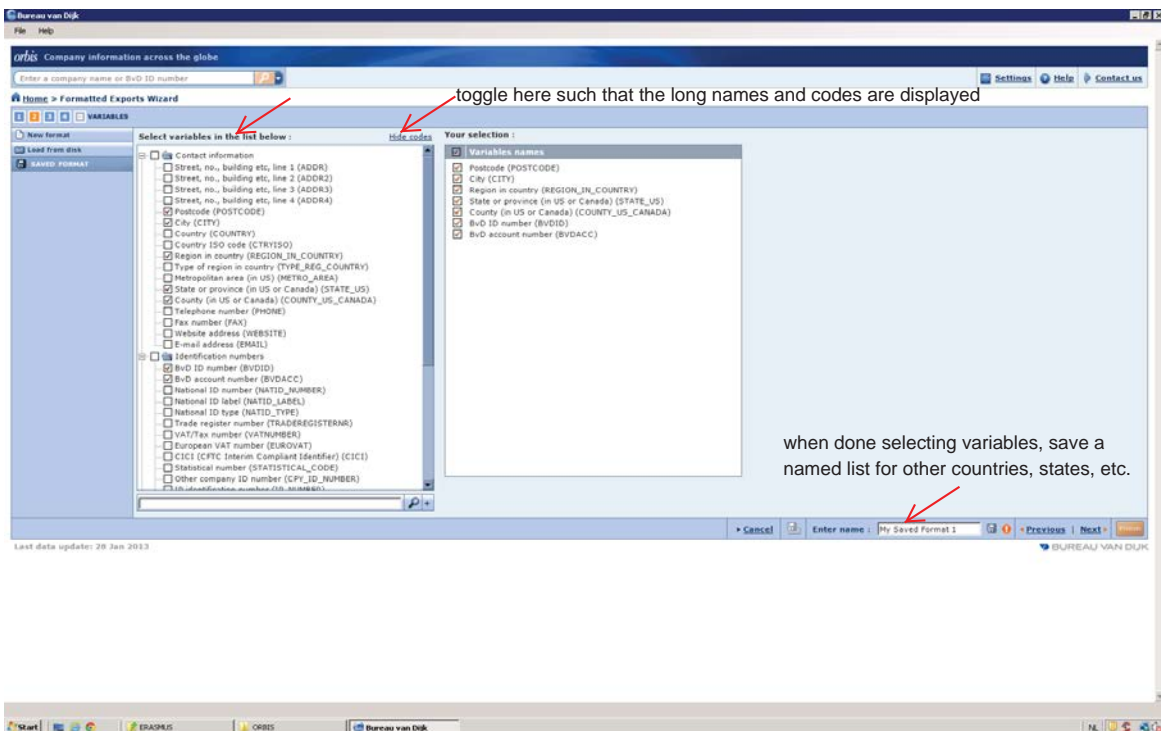 Bureau van Dijk
File Help
orbis Company information across the globe
Enter a company name or BvD ID number
Settings Help Contact us
Home > Formatted Exports Wizard
toggle here such that the long names and codes are displayed
1 2 3 4 VARIABLES
New format
Load from disk
SAVED FORMAT
Select variables in the list below :
Hide codes
Contact information
Street, no., building etc, line 1 (ADDR)
Street, no., building etc, line 2 (ADDR2)
Street, no., building etc, line 3 (ADDR3)
Street, no., building etc, line 4 (ADDR4)
Postcode (POSTCODE)
City (CITY)
Country (COUNTRY)
Country ISO code (CTRYISO)
Region in country (REGION_IN_COUNTRY)
Type of region in country (TYPE_REG_COUNTRY)
Metropolitan area (in US) (METRO_AREA)
State or province (in US or Canada) (STATE_US)
County (in US or Canada) (COUNTY_US_CANADA)
Telephone number (PHONE)
Fax number (FAX)
Website address (WEBSITE)
E-mail address (EMAIL)
Identification numbers
BvD ID number (BVDID)
BvD account number (BVDACC)
National ID number (NATID_NUMBER)
National ID label (NATID_LABEL)
National ID type (NATID_TYPE)
Trade register number (TRADEREGISTERNR)
VAT/Tax number (VATNUMBER)
European VAT number (EUROVAT)
CICI (CFTC Interim Compliant Identifier) (CICI)
Statistical number (STATISTICAL_CODE)
Other company ID number (CPY_ID_NUMBER)
IP identification number (IP_NUMBER)
Your selection :
Variables names
Postcode (POSTCODE)
City (CITY)
Region in country (REGION_IN_COUNTRY)
State or province (in US or Canada) (STATE_US)
County (in US or Canada) (COUNTY_US_CANADA)
BvD ID number (BVDID)
BvD account number (BVDACC)
when done selecting variables, save a
named list for other countries, states, etc.
Cancel Enter name : My Saved Format 1 Previous | Next
Last data update: 28 Jan 2013
BUREAU VAN DIJK
Start ERASMUS ORBIS Bureau van Dijk NL